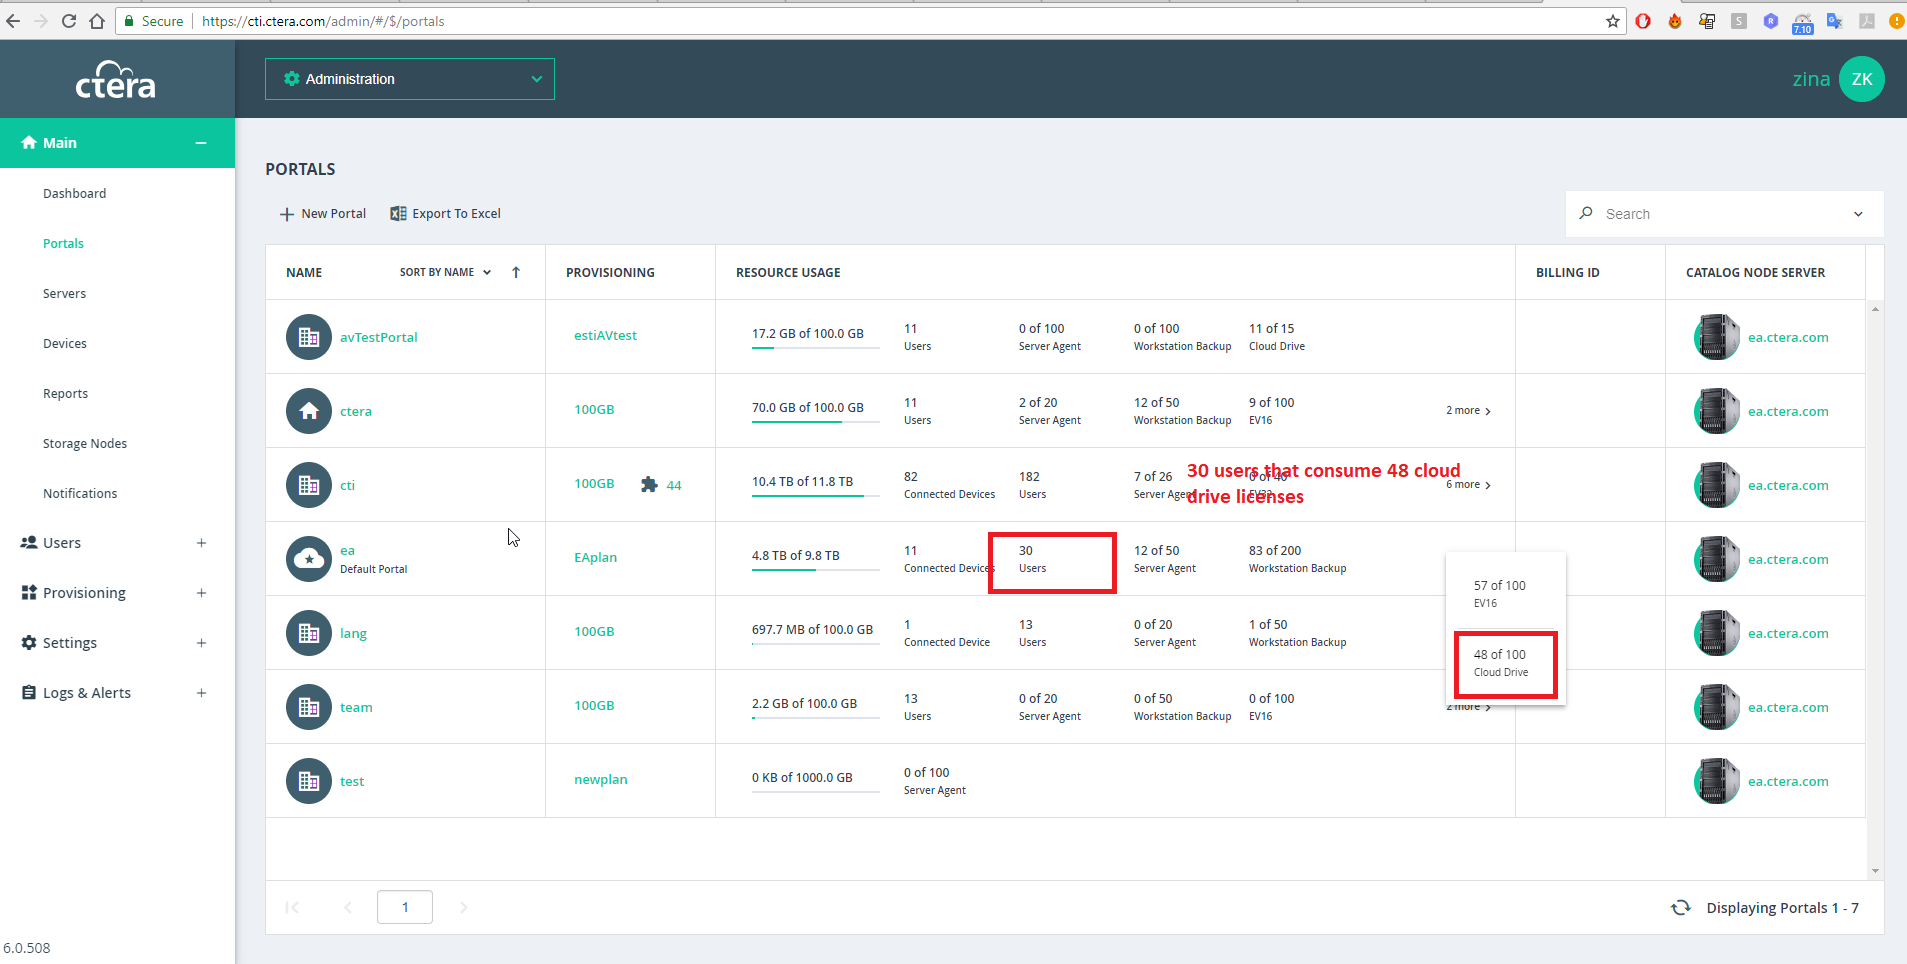 Secure
https://cti.ctera.com/admin/#/$/portals
S
R
7.10
ctera
Administration
zina
ZK
Main
Dashboard
Portals
Servers
Devices
Reports
Storage Nodes
Notifications
Users
Provisioning
Settings
Logs & Alerts
6.0.508
PORTALS
New Portal
Export To Excel
Search
NAME
SORT BY NAME
PROVISIONING
RESOURCE USAGE
BILLING ID
CATALOG NODE SERVER
avTestPortal
estiAVtest
17.2 GB of 100.0 GB
11
Users
0 of 100
Server Agent
0 of 100
Workstation Backup
11 of 15
Cloud Drive
ea.ctera.com
ctera
100GB
70.0 GB of 100.0 GB
11
Users
2 of 20
Server Agent
12 of 50
Workstation Backup
9 of 100
EV16
2 more
ea.ctera.com
cti
100GB
44
10.4 TB of 11.8 TB
82
Connected Devices
182
Users
7 of 26
Server Agent
30 users that consume 48 cloud
drive licenses
6 more
ea.ctera.com
ea
Default Portal
EAplan
4.8 TB of 9.8 TB
11
Connected Devices
30
Users
12 of 50
Server Agent
83 of 200
Workstation Backup
57 of 100
EV16
48 of 100
Cloud Drive
ea.ctera.com
lang
100GB
697.7 MB of 100.0 GB
1
Connected Device
13
Users
0 of 20
Server Agent
1 of 50
Workstation Backup
ea.ctera.com
team
100GB
2.2 GB of 100.0 GB
13
Users
0 of 20
Server Agent
0 of 50
Workstation Backup
0 of 100
EV16
2 more
ea.ctera.com
test
newplan
0 KB of 1000.0 GB
0 of 100
Server Agent
ea.ctera.com
1
Displaying Portals 1 - 7